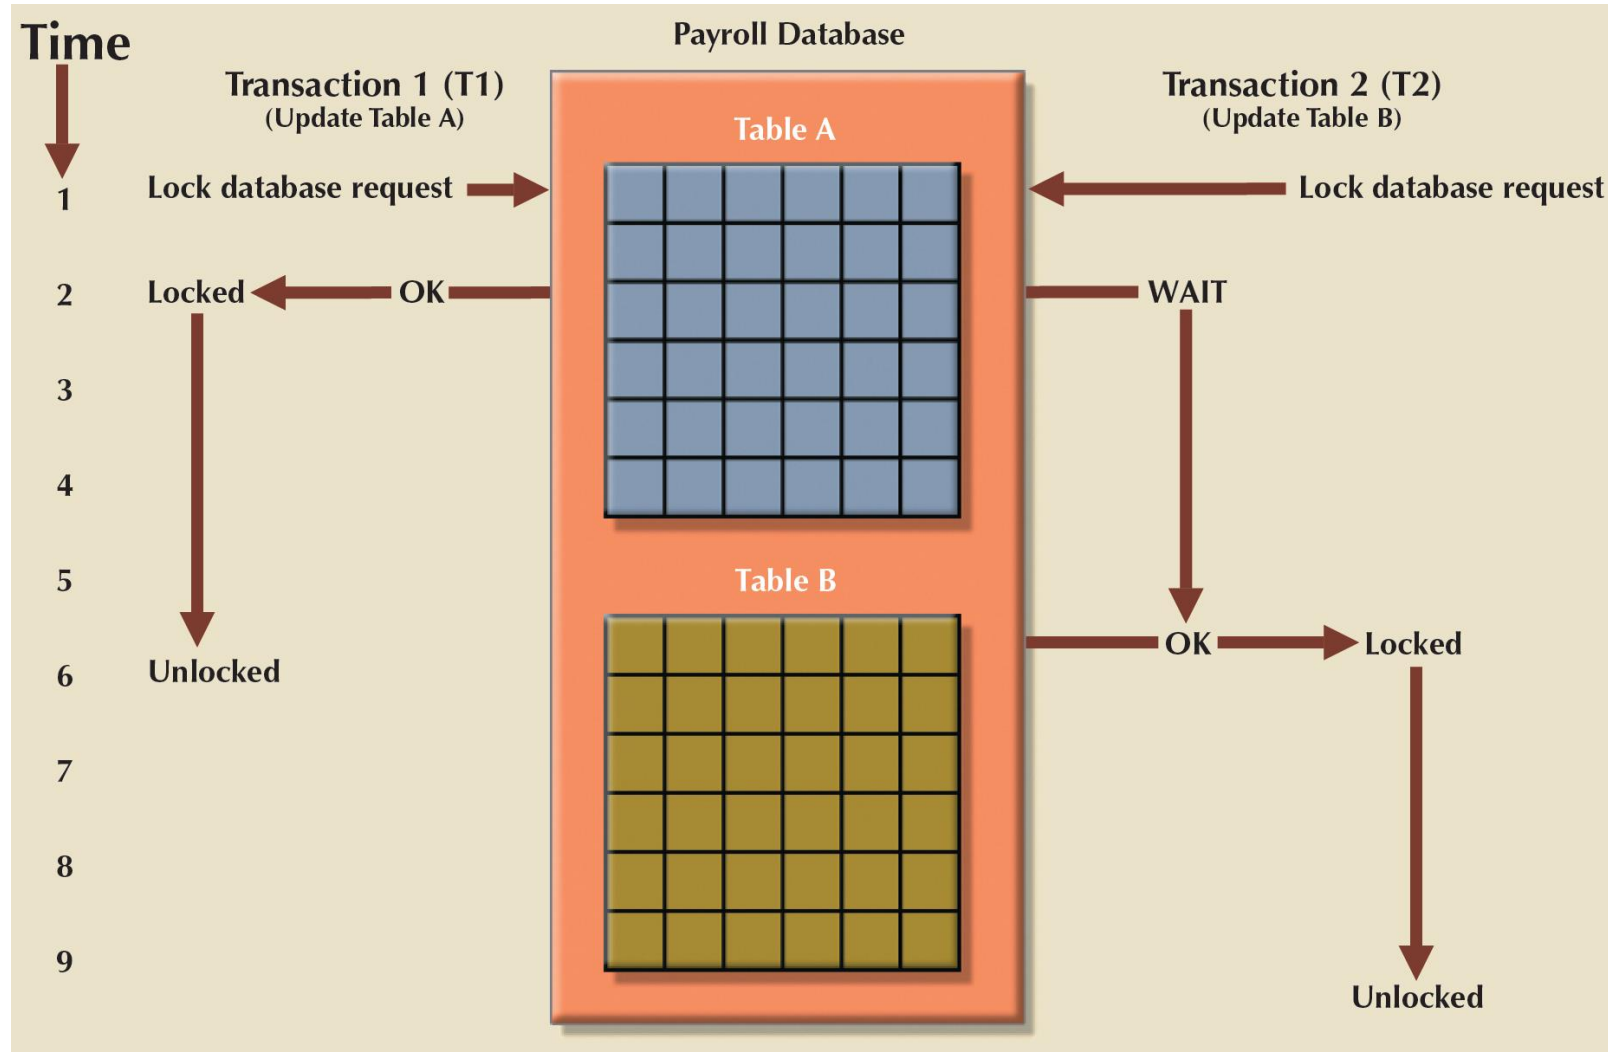 Time
Payroll Database
Transaction 1 (T1)
(Update Table A)
Transaction 2 (T2)
(Update Table B)
Table A
1
Lock database request
Lock database request
2
Locked
OK
WAIT
3
4
5
Table B
OK
Locked
6
Unlocked
7
8
9
Unlocked